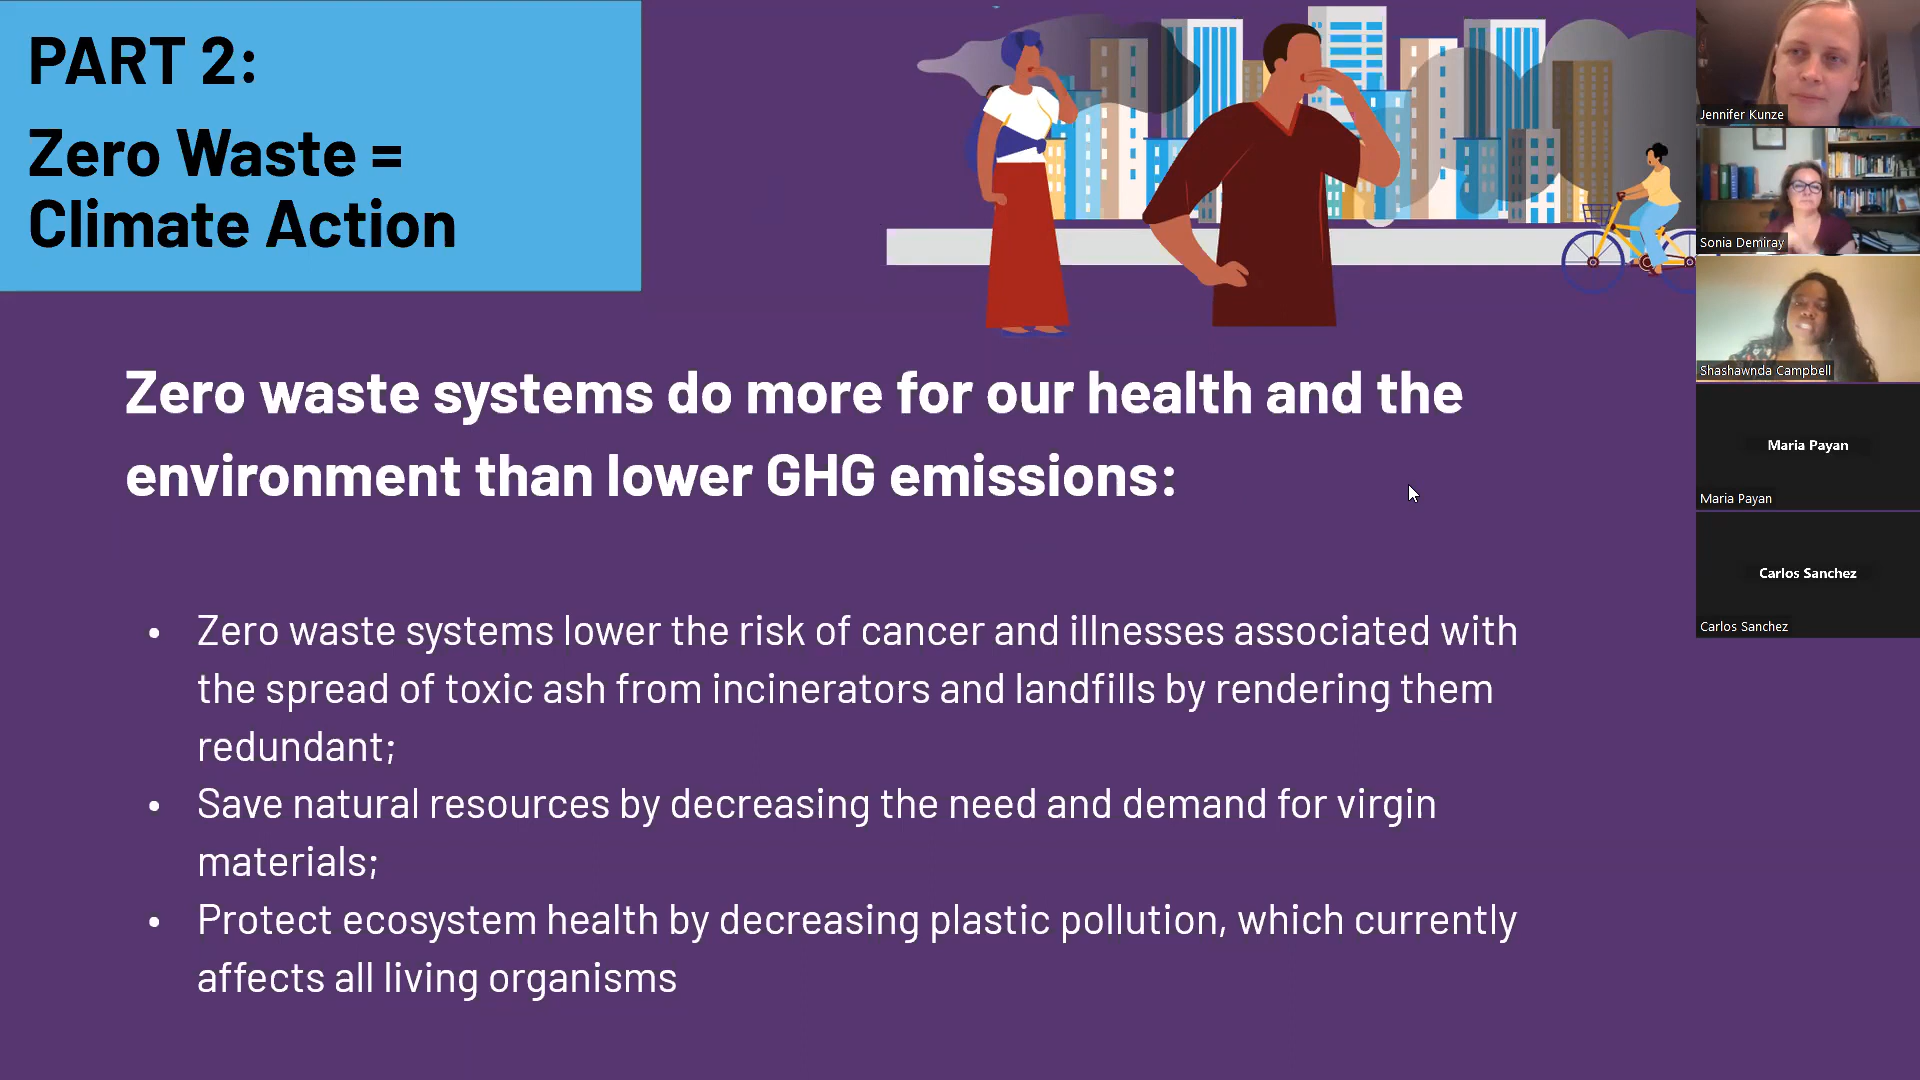 PART 2:
Zero Waste =
Climate Action
Zero waste systems do more for our health and the
environment than lower GHG emissions:
• Zero waste systems lower the risk of cancer and illnesses associated with
the spread of toxic ash from incinerators and landfills by rendering them
redundant;
• Save natural resources by decreasing the need and demand for virgin
materials;
• Protect ecosystem health by decreasing plastic pollution, which currently
affects all living organisms
Jennifer Kunze
Sonia Demiray
Shashawnda Campbell
Maria Payan
Maria Payan
Carlos Sanchez
Carlos Sanchez